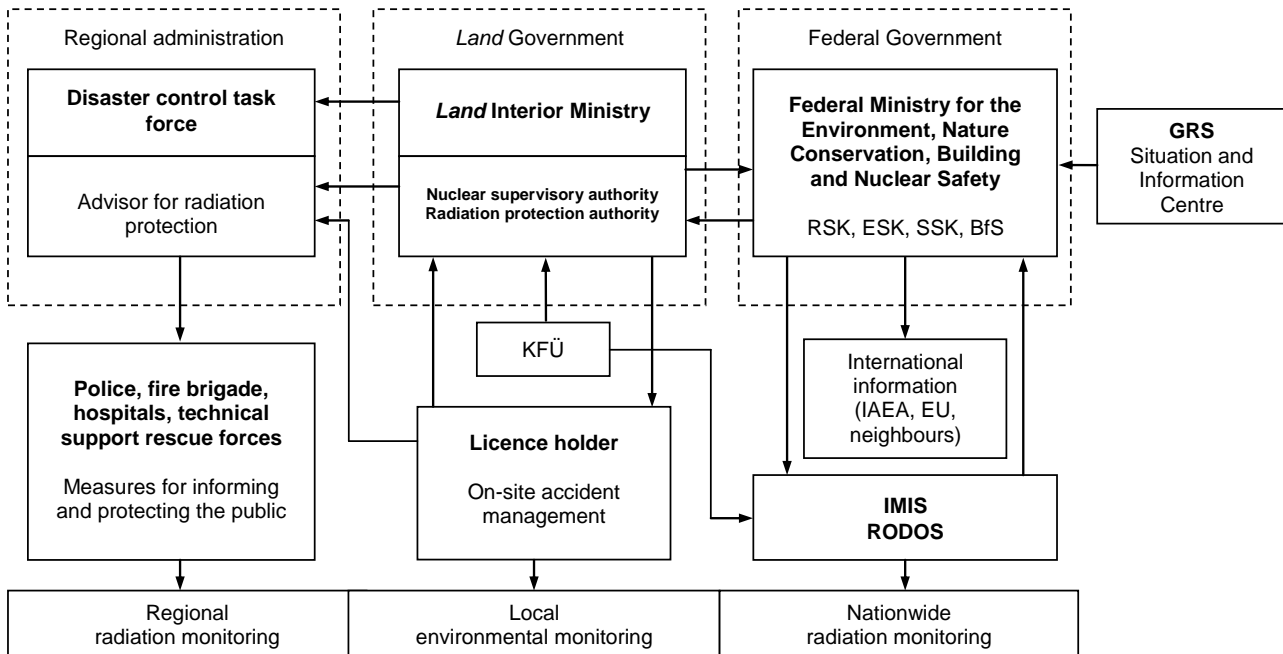 Regional administration
Disaster control task
force
Advisor for radiation
protection
Land Government
Land Interior Ministry
Nuclear supervisory authority
Radiation protection authority
Federal Government
Federal Ministry for the
Environment, Nature
Conservation, Building
and Nuclear Safety
RSK, ESK, SSK, BfS
GRS
Situation and
Information
Centre
Police, fire brigade,
hospitals, technical
support rescue forces
Measures for informing
and protecting the public
KFÜ
Licence holder
On-site accident
management
International
information
(IAEA, EU,
neighbours)
IMIS
RODOS
Regional
radiation monitoring
Local
environmental monitoring
Nationwide
radiation monitoring